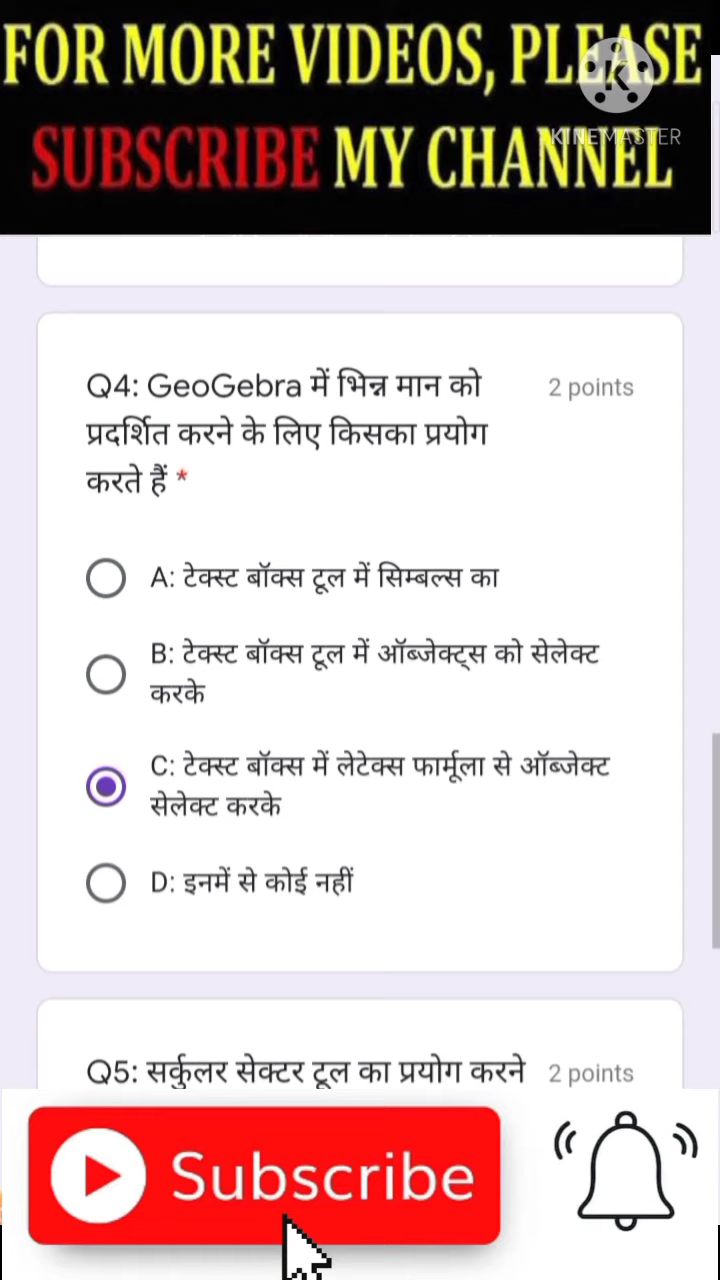 FOR MORE VIDEOS, PLEASE
SUBSCRIBE MY CHANNEL
KINEMASTER
Q4: GeoGebra में भिन्न मान को
2 points
प्रदर्शित करने के लिए किसका प्रयोग
करते हैं *
A: टेक्स्ट बॉक्स टूल में सिम्बल्स का
B: टेक्स्ट बॉक्स टूल में ऑब्जेक्ट्स को सेलेक्ट
करके
C: टेक्स्ट बॉक्स में लेटेक्स फार्मूला से ऑब्जेक्ट
सेलेक्ट करके
D: इनमें से कोई नहीं
Q5: सर्कुलर सेक्टर टूल का प्रयोग करने
2 points
Subscribe